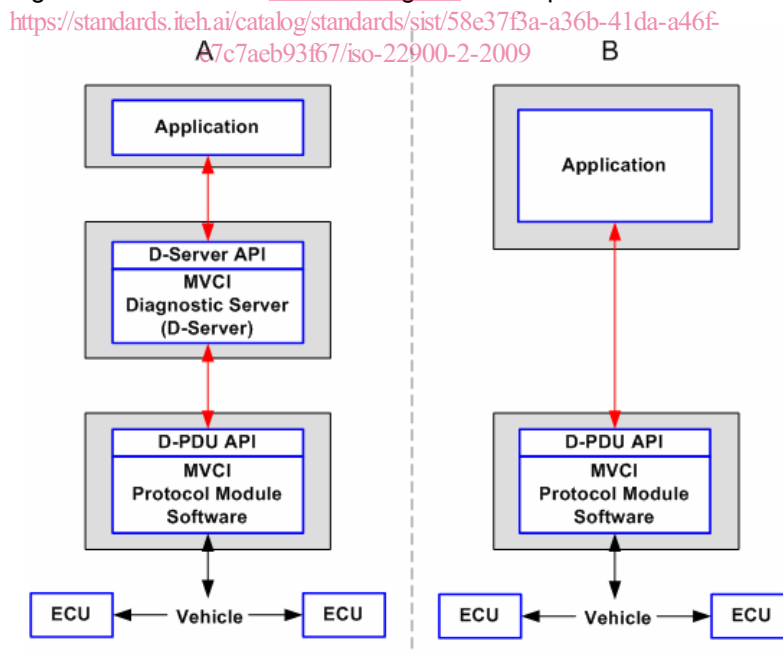 https://standards.iteh.ai/catalog/standards/sist/58e37f3a-a36b-41da-a46f-
7c7aeb93f67/iso-22900-2-2009
A
Application
D-Server API
MVCI
Diagnostic Server
(D-Server)
D-PDU API
MVCI
Protocol Module
Software
ECU
Vehicle
ECU
B
Application
D-PDU API
MVCI
Protocol Module
Software
ECU
Vehicle
ECU